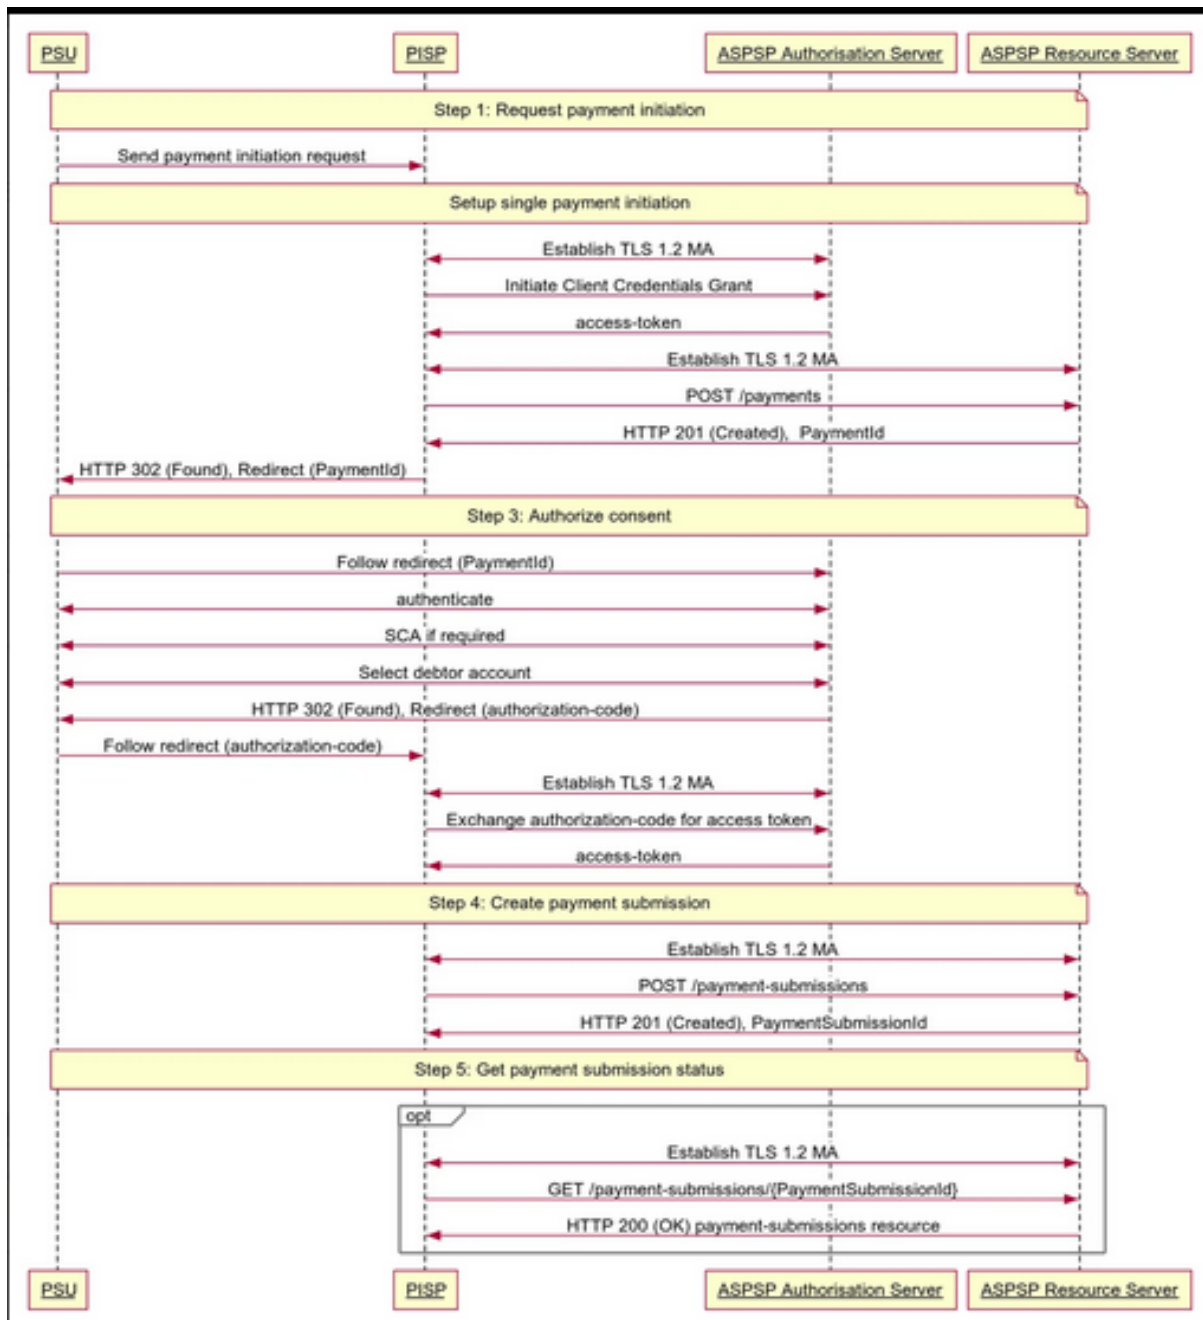 PSU PISP ASPSP Authorisation Server ASPSP Resource Server
Step 1: Request payment initiation
Send payment initiation request
Setup single payment initiation
Establish TLS 1.2 MA
Initiate Client Credentials Grant
access-token
Establish TLS 1.2 MA
POST /payments
HTTP 201 (Created), PaymentId
HTTP 302 (Found), Redirect (PaymentId)
Step 3: Authorize consent
Follow redirect (PaymentId)
authenticate
SCA if required
Select debtor account
HTTP 302 (Found), Redirect (authorization-code)
Follow redirect (authorization-code)
Establish TLS 1.2 MA
Exchange authorization-code for access token
access-token
Step 4: Create payment submission
Establish TLS 1.2 MA
POST /payment-submissions
HTTP 201 (Created), PaymentSubmissionId
Step 5: Get payment submission status
opt
Establish TLS 1.2 MA
GET /payment-submissions/{PaymentSubmissionId}
HTTP 200 (OK) payment-submissions resource
PSU PISP ASPSP Authorisation Server ASPSP Resource Server